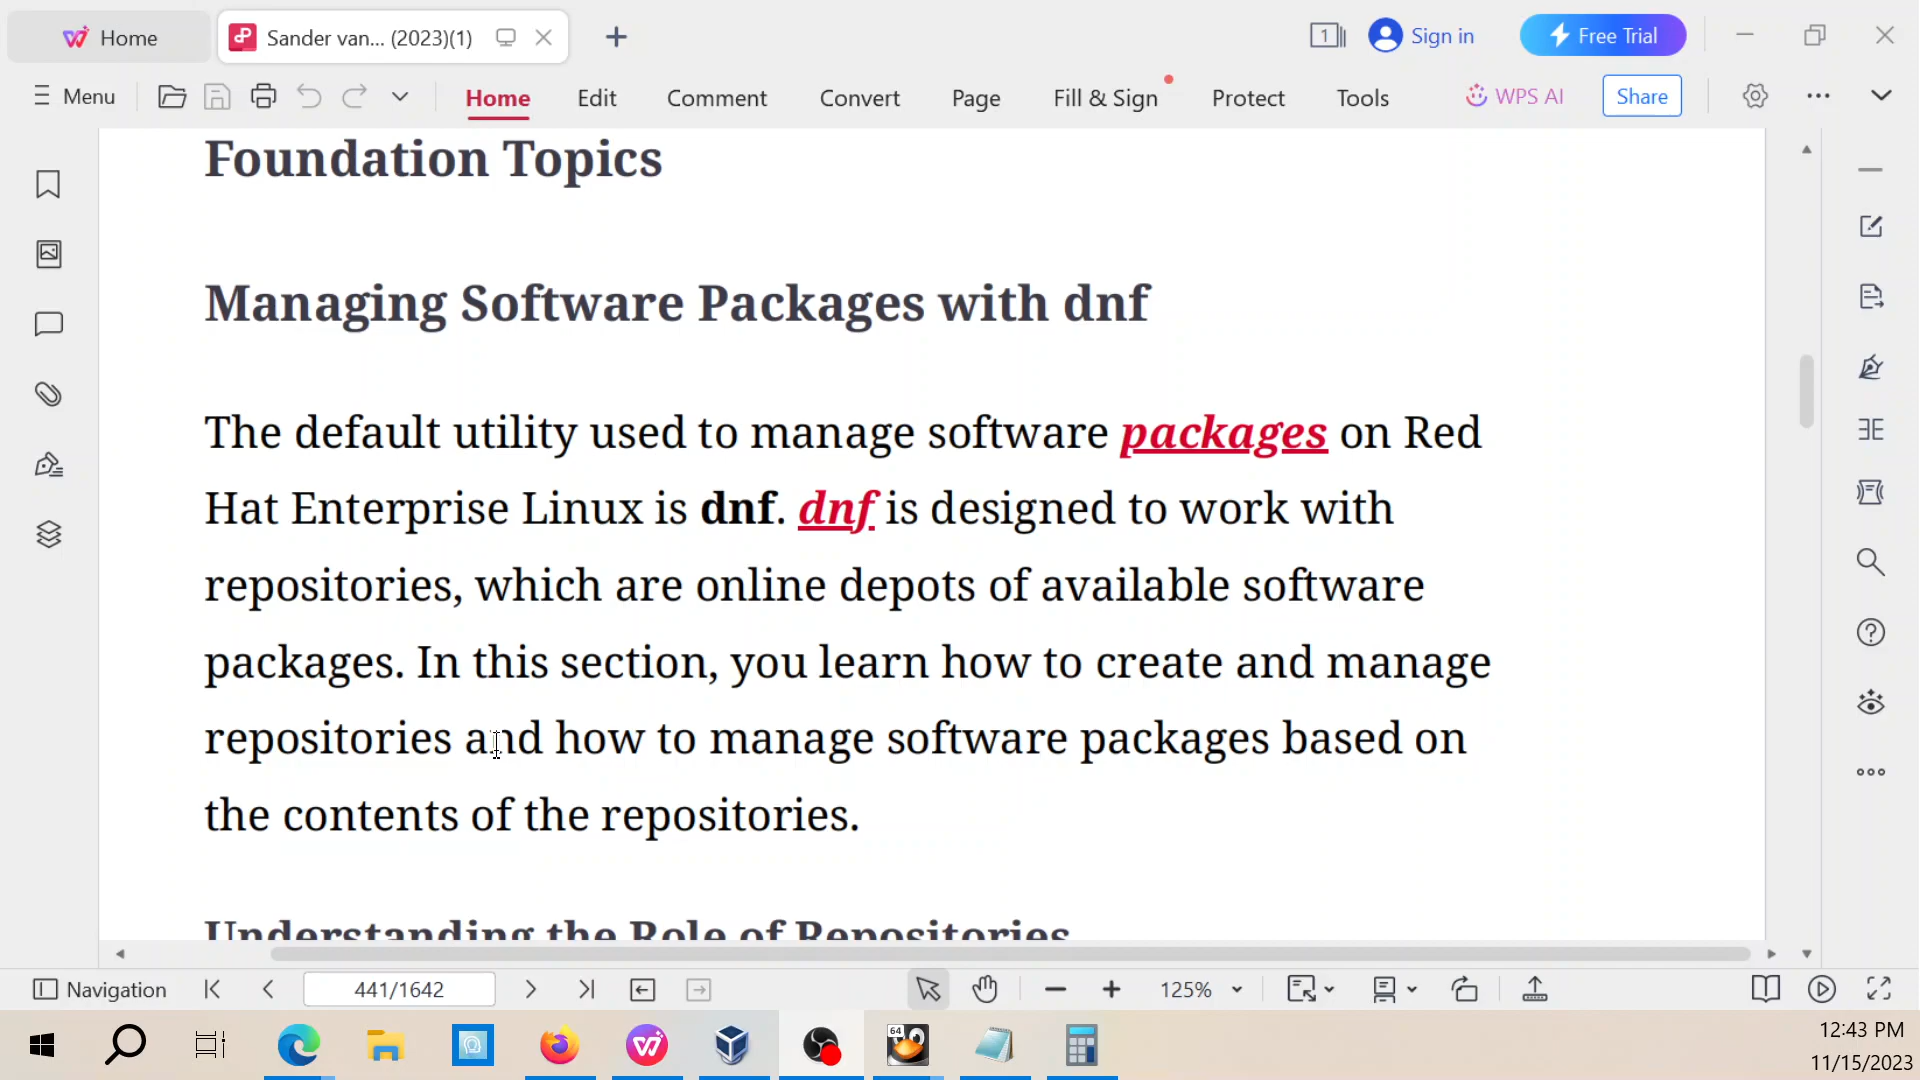 Home
Sander van... (2023)(1)
1
Sign in
Free Trial
Menu
Home
Edit
Comment
Convert
Page
Fill & Sign
Protect
Tools
WPS AI
Share
Foundation Topics
Managing Software Packages with dnf
The default utility used to manage software packages on Red
Hat Enterprise Linux is dnf. dnf is designed to work with
repositories, which are online depots of available software
packages. In this section, you learn how to create and manage
repositories and how to manage software packages based on
the contents of the repositories.
Understanding the Role of Repositories
Navigation
441/1642
125%
64
12:43 PM
11/15/2023